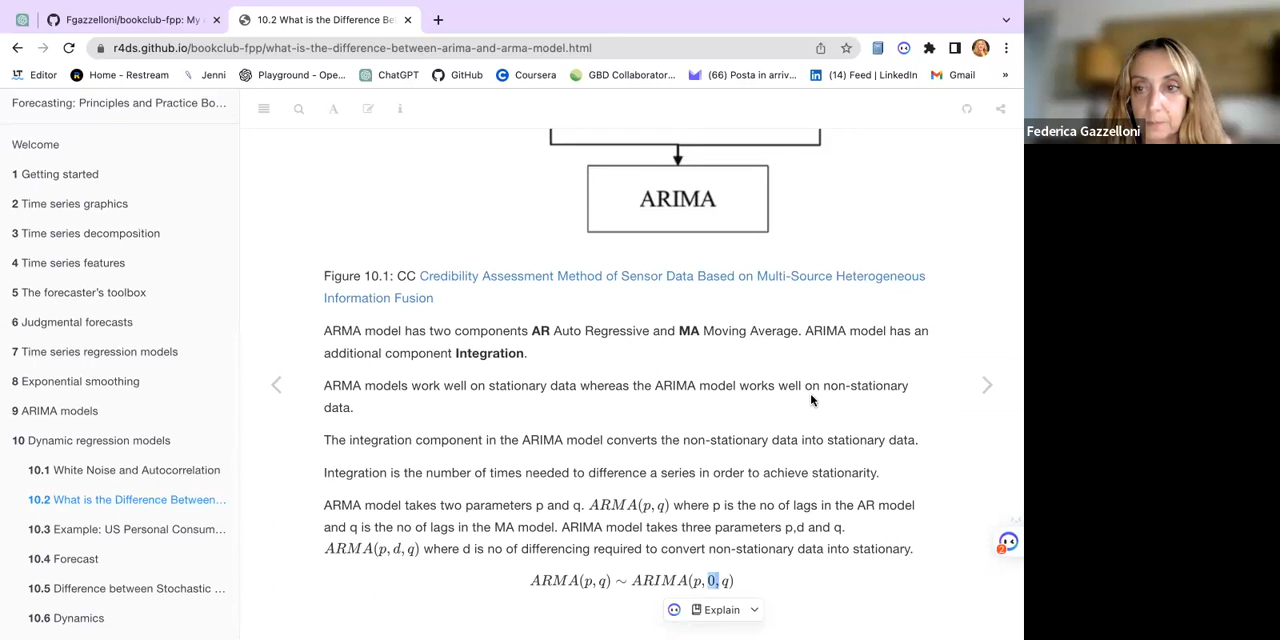 Fgazzelloni/bookclub-fpp: My
10.2 What is the Difference Be
r4ds.github.io/bookclub-fpp/what-is-the-difference-between-arima-and-arma-model.html
Editor
Home - Restream
Jenni
Playground - Ope...
ChatGPT
GitHub
Coursera
GBD Collaborator...
(66) Posta in arriv...
(14) Feed | LinkedIn
Gmail
»
Forecasting: Principles and Practice Bo...
Welcome
1 Getting started
2 Time series graphics
3 Time series decomposition
4 Time series features
5 The forecaster's toolbox
6 Judgmental forecasts
7 Time series regression models
8 Exponential smoothing
9 ARIMA models
10 Dynamic regression models
10.1 White Noise and Autocorrelation
10.2 What is the Difference Between...
10.3 Example: US Personal Consum...
10.4 Forecast
10.5 Difference between Stochastic ...
10.6 Dynamics
ARIMA
Figure 10.1: CC Credibility Assessment Method of Sensor Data Based on Multi-Source Heterogeneous
Information Fusion
ARMA model has two components AR Auto Regressive and MA Moving Average. ARIMA model has an
additional component Integration.
ARMA models work well on stationary data whereas the ARIMA model works well on non-stationary
data.
The integration component in the ARIMA model converts the non-stationary data into stationary data.
Integration is the number of times needed to difference a series in order to achieve stationarity.
ARMA model takes two parameters p and q. ARMA(p, q) where p is the no of lags in the AR model
and q is the no of lags in the MA model. ARIMA model takes three parameters p,d and q.
ARMA(p, d, q) where d is no of differencing required to convert non-stationary data into stationary.
ARMA(p, q) ∼ ARIMA(p, 0, q)
Explain
2
Federica Gazzelloni